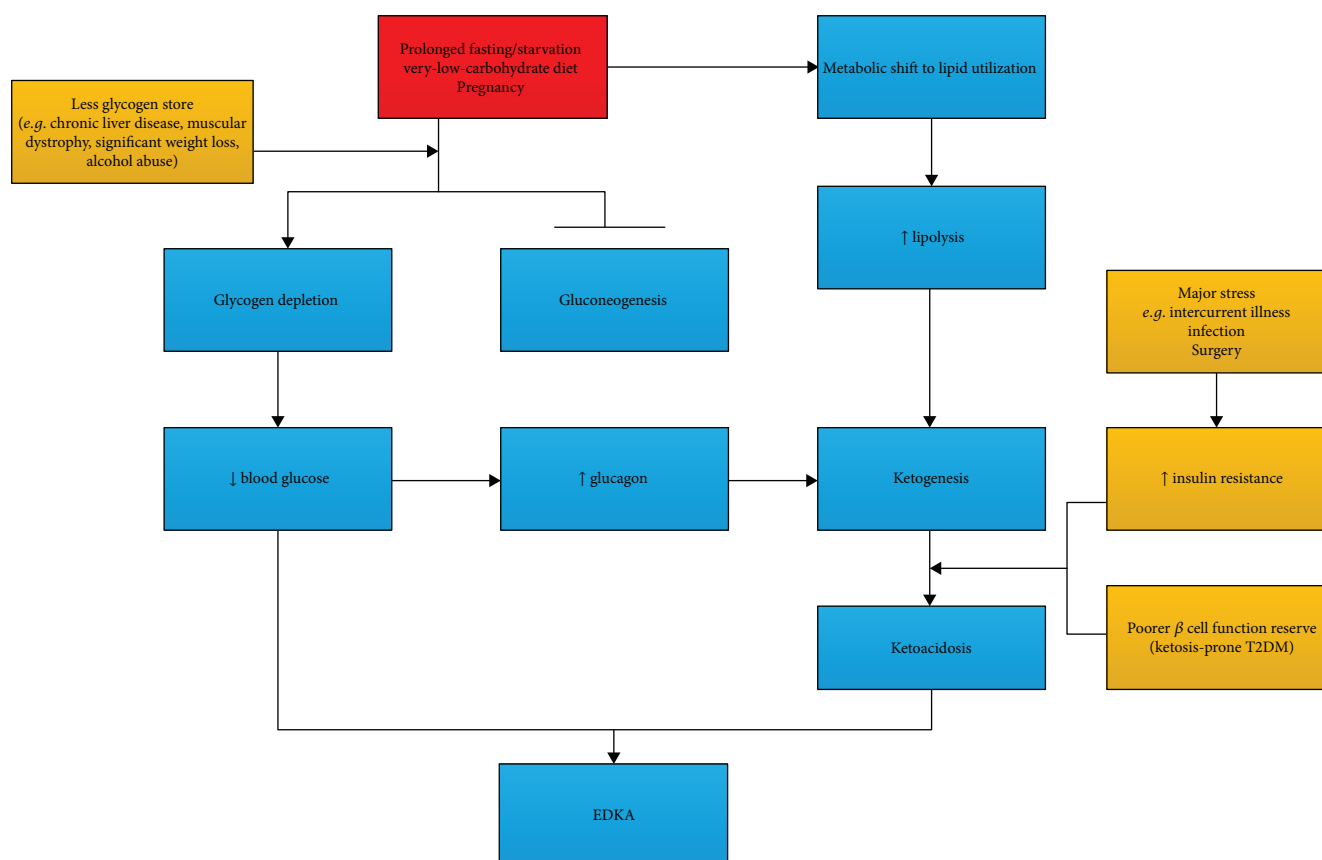 Prolonged fasting/starvation
very-low-carbohydrate diet
Pregnancy
Metabolic shift to lipid utilization
Less glycogen store
(e.g. chronic liver disease, muscular
dystrophy, significant weight loss,
alcohol abuse)
↑ lipolysis
Glycogen depletion
Gluconeogenesis
Major stress
e.g. intercurrent illness
infection
Surgery
↓ blood glucose
↑ glucagon
Ketogenesis
↑ insulin resistance
Ketoacidosis
Poorer β cell function reserve
(ketosis-prone T2DM)
EDKA